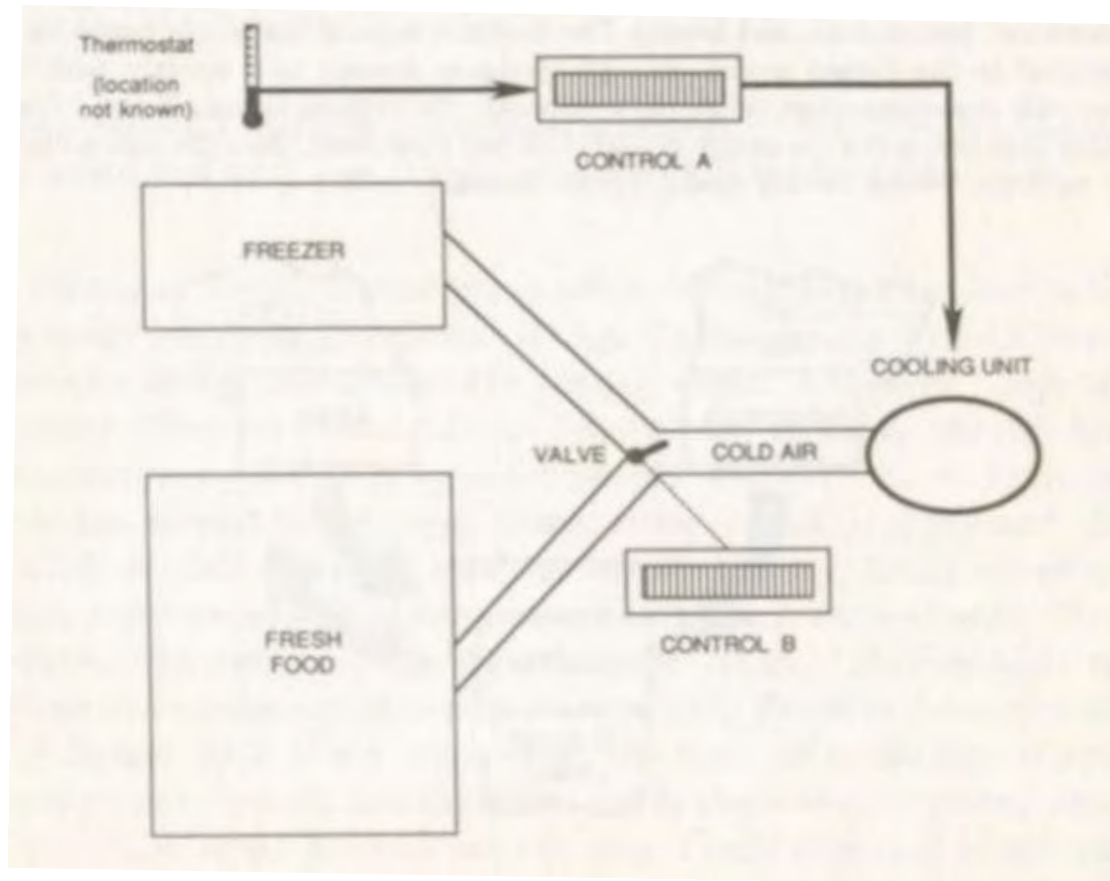 Thermostat
(location
not known)
CONTROL A
FREEZER
COOLING UNIT
VALVE
COLD AIR
FRESH
FOOD
CONTROL B